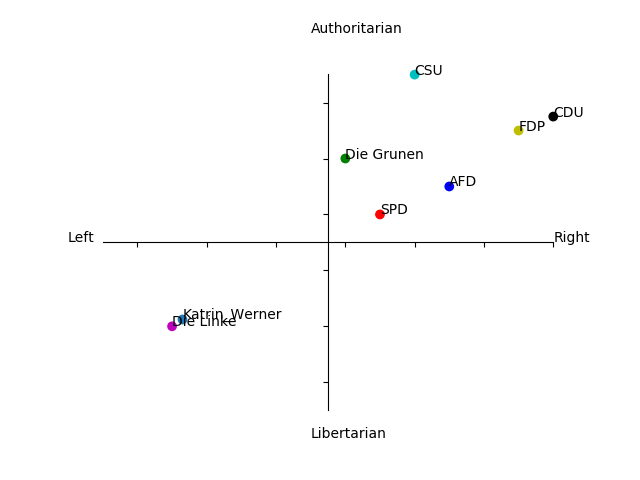 Authoritarian
CSU
CDU
FDP
Die Grunen
AFD
SPD
Left
Right
Katrin_Werner
Die Linke
Libertarian